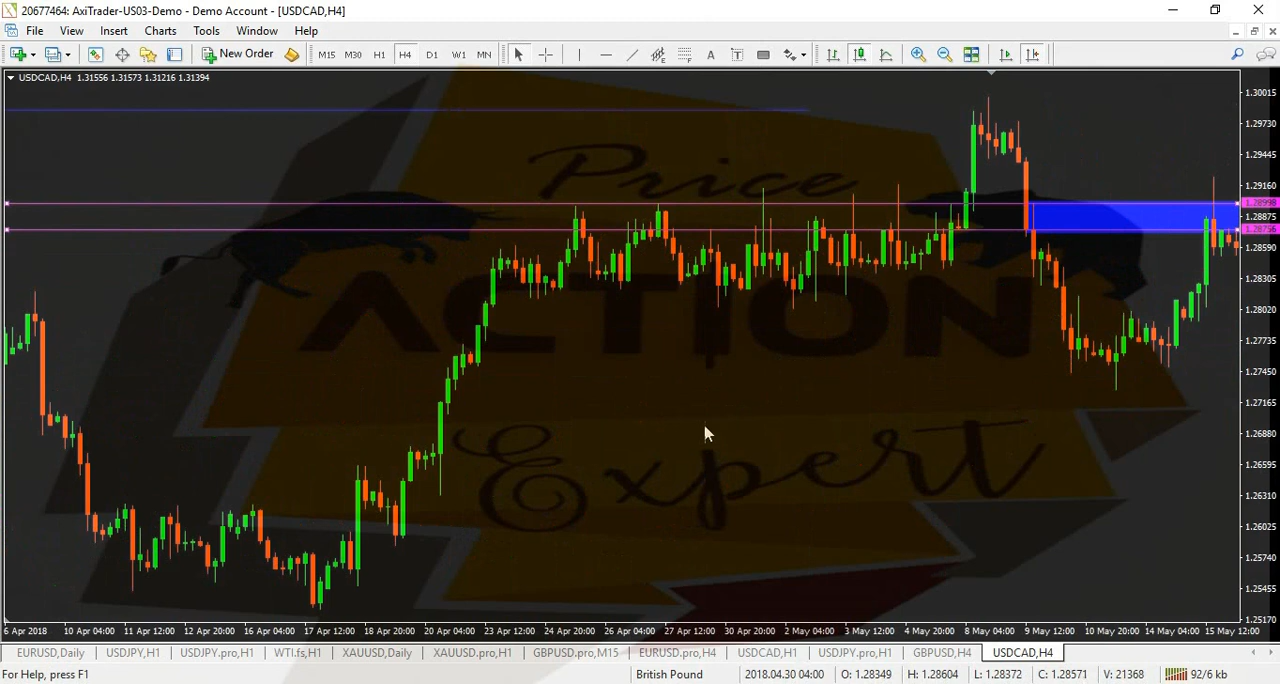 20677464: AxiTrader-US03-Demo - Demo Account - [USDCAD,H4]
File View Insert Charts Tools Window Help
New Order M15 M30 H1 H4 D1 W1 MN A T
USDCAD,H4 1.31556 1.31573 1.31216 1.31394
1.30015
1.29730
1.29445
1.29160
1.28998
1.28875
1.28756
1.28590
1.28305
1.28020
1.27735
1.27450
1.27165
1.26880
1.26595
1.26310
1.26025
1.25740
1.25455
1.25170
Price
ACTION
Expert
6 Apr 2018 10 Apr 04:00 11 Apr 12:00 12 Apr 20:00 16 Apr 04:00 17 Apr 12:00 18 Apr 20:00 20 Apr 04:00 23 Apr 12:00 24 Apr 20:00 26 Apr 04:00 27 Apr 12:00 30 Apr 20:00 2 May 04:00 3 May 12:00 4 May 20:00 8 May 04:00 9 May 12:00 10 May 20:00 14 May 04:00 15 May 12:00
EURUSD,Daily USDJPY,H1 USDJPY.pro,H1 WTI.fs,H1 XAUUSD,Daily XAUUSD.pro,H1 GBPUSD.pro,M15 EURUSD.pro,H4 USDCAD,H1 USDJPY.pro,H1 GBPUSD,H4 USDCAD,H4
For Help, press F1 British Pound 2018.04.30 04:00 O: 1.28349 H: 1.28604 L: 1.28372 C: 1.28571 V: 21368 92/6 kb